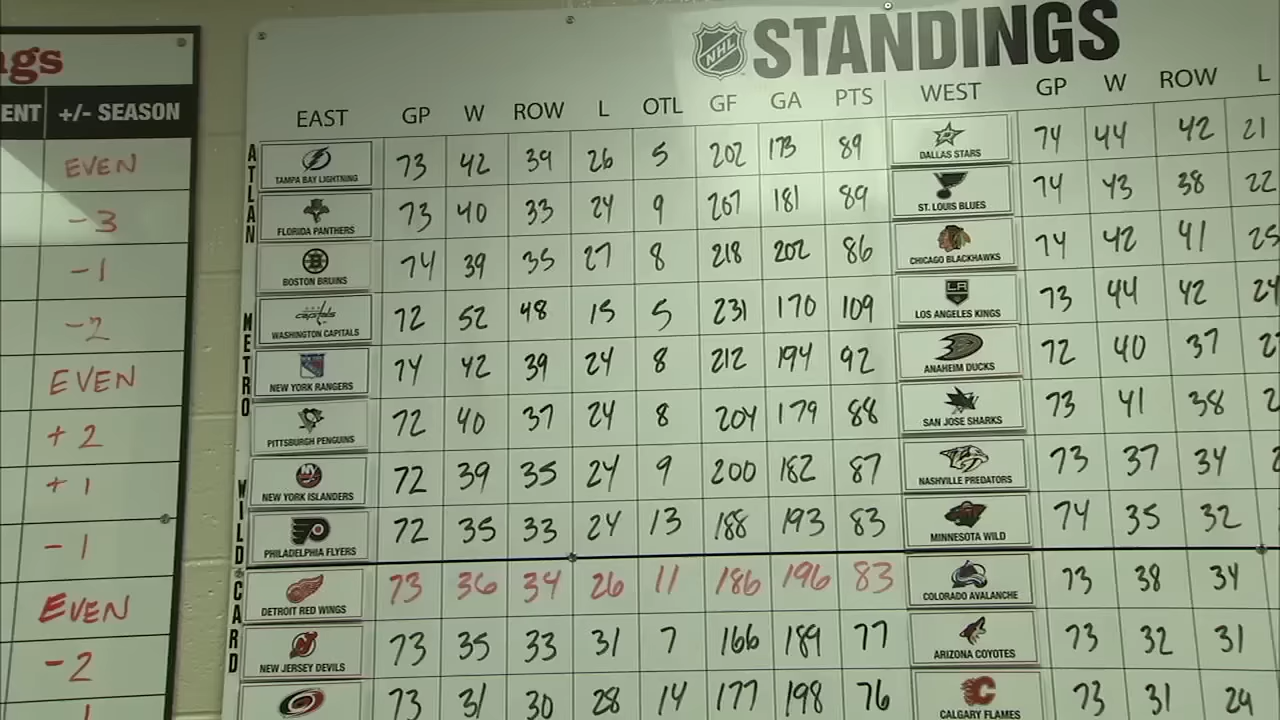 ngs
ENT +/- SEASON
EVEN
-3
-1
-2
EVEN
+2
+1
-1
EVEN
-2
NHL STANDINGS
EAST GP W ROW L OTL GF GA PTS WEST GP W ROW L
ATLAN
METRO
WILD CARD
TAMPA BAY LIGHTNING 73 42 39 26 5 202 173 89 DALLAS STARS 74 44 42 21
FLORIDA PANTHERS 73 40 33 24 9 207 181 89 ST. LOUIS BLUES 74 43 38 22
BOSTON BRUINS 74 39 35 27 8 218 202 86 CHICAGO BLACKHAWKS 74 42 41 25
WASHINGTON CAPITALS 72 52 48 15 5 231 170 109 LOS ANGELES KINGS 73 44 42 24
NEW YORK RANGERS 74 42 39 24 8 212 194 92 ANAHEIM DUCKS 72 40 37 2
PITTSBURGH PENGUINS 72 40 37 24 8 204 179 88 SAN JOSE SHARKS 73 41 38 2
NEW YORK ISLANDERS 72 39 35 24 9 200 182 87 NASHVILLE PREDATORS 73 37 34 2
PHILADELPHIA FLYERS 72 35 33 24 13 188 193 83 MINNESOTA WILD 74 35 32
DETROIT RED WINGS 73 36 34 26 11 186 196 83 COLORADO AVALANCHE 73 38 34
NEW JERSEY DEVILS 73 35 33 31 7 166 189 77 ARIZONA COYOTES 73 32 31
73 31 30 28 14 177 198 76 CALGARY FLAMES 73 31 29